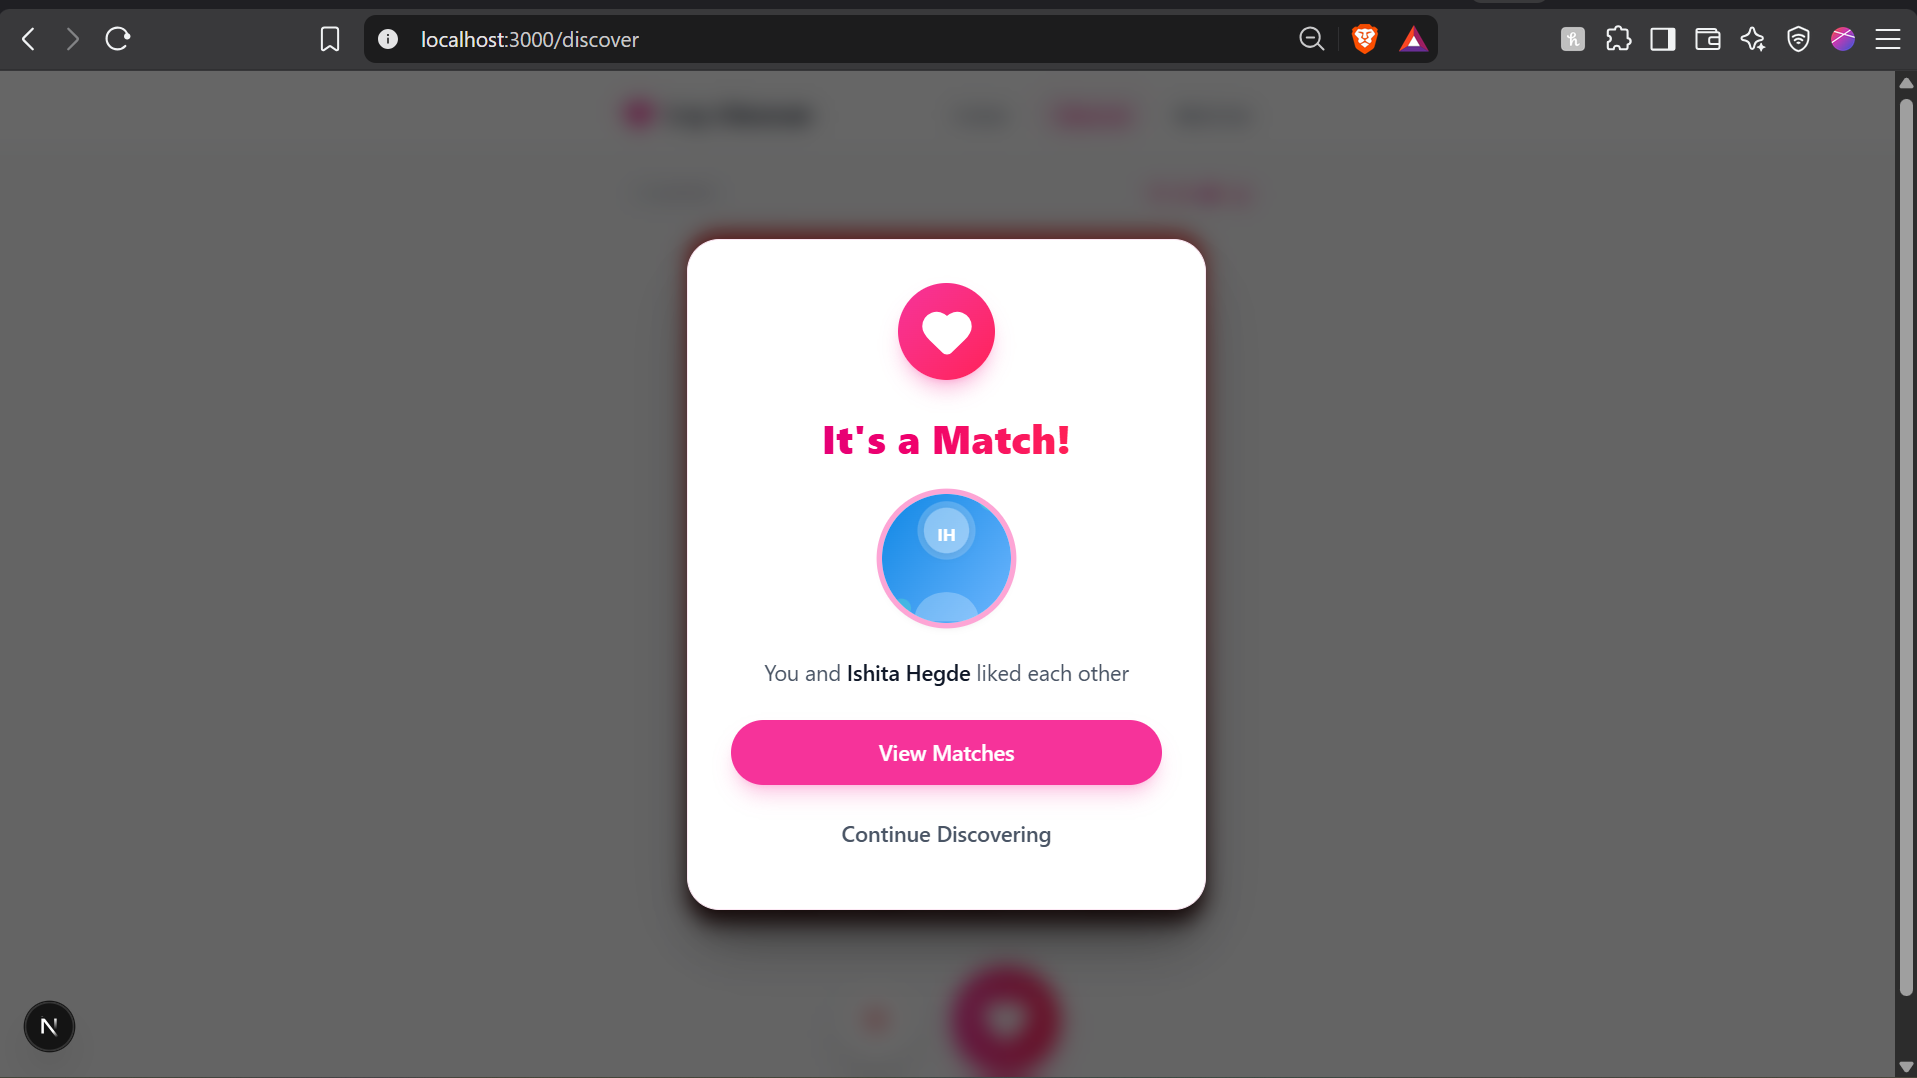 localhost:3000/discover
It's a Match!
IH
You and Ishita Hegde liked each other
View Matches
Continue Discovering
N